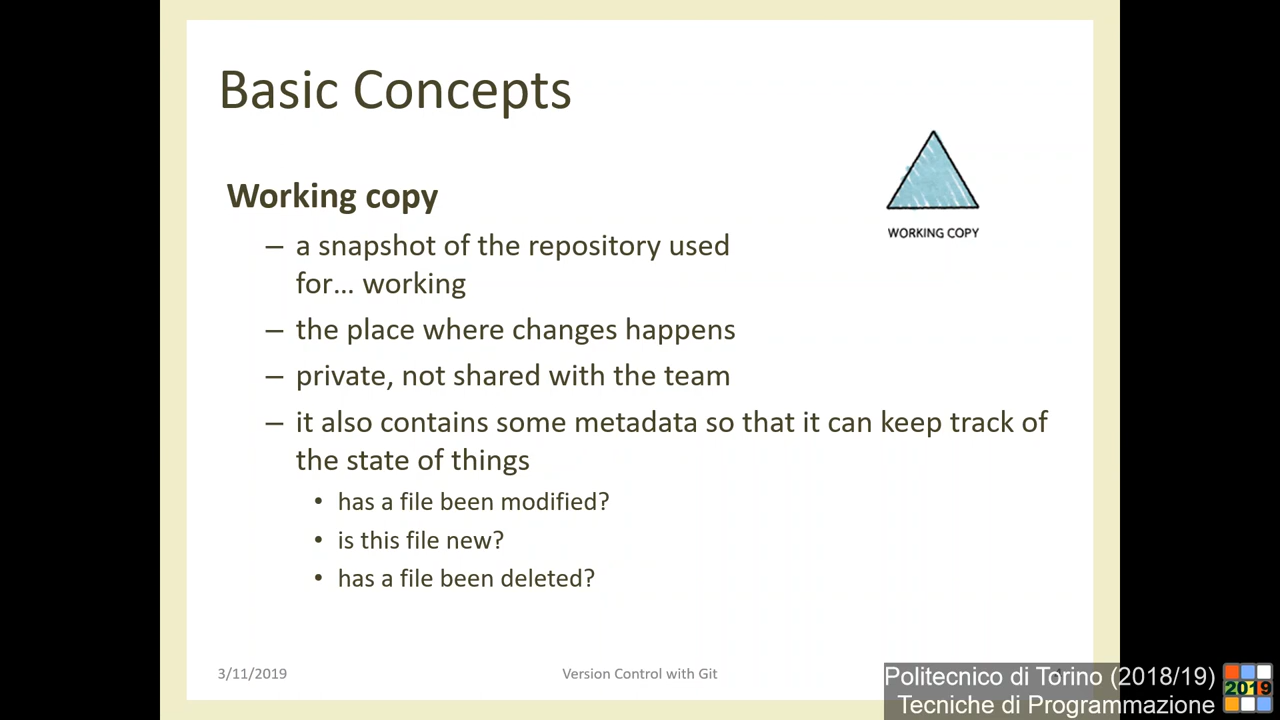 Basic Concepts
WORKING COPY
Working copy
– a snapshot of the repository used
for... working
– the place where changes happens
– private, not shared with the team
– it also contains some metadata so that it can keep track of
the state of things
• has a file been modified?
• is this file new?
• has a file been deleted?
3/11/2019
Version Control with Git
Politecnico di Torino (2018/19)
Tecniche di Programmazione
2019